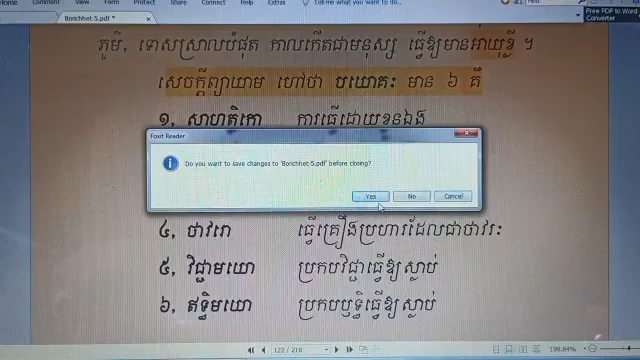 Home Comment View Form Protect Share Connect Help Extras Tell me what you want to do... Find
Free PDF to Word Converter
Borichhet-5.pdf *
ភូមិ, ទោសស្រាលបំផុត កាលកើតជាមនុស្ស ធ្វើឱ្យមានអាយុខ្លី ។
សេចក្តីព្យាយាម ហៅថា បយោគៈ មាន ៦ គឺ
១, សាហត្ថិកោ ការធ្វើដោយខនឯង
Foxit Reader
Do you want to save changes to 'Borichhet-5.pdf' before closing?
Yes No Cancel
៤, ថាវរោ ធ្វើគ្រឿងប្រហារដែលជាថាវរៈ
៥, វិជ្ជាមយោ ប្រកបវិជ្ជាធ្វើឱ្យស្លាប់
៦, ឥទ្ធិមយោ ប្រកបឫទ្ធិធ្វើឱ្យស្លាប់
122 / 218
190.84%